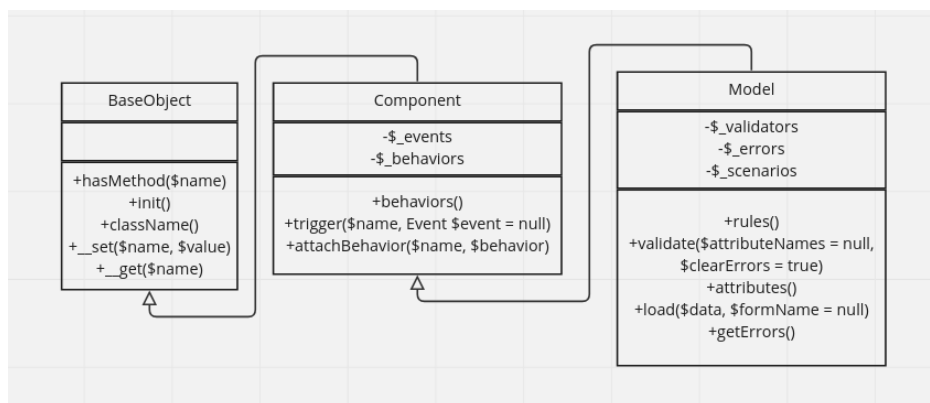 BaseObject
+hasMethod($name)
+init()
+className()
+__set($name, $value)
+__get($name)
Component
-$_events
-$_behaviors
+behaviors()
+trigger($name, Event $event = null)
+attachBehavior($name, $behavior)
Model
-$_validators
-$_errors
-$_scenarios
+rules()
+validate($attributeNames = null,
$clearErrors = true)
+attributes()
+load($data, $formName = null)
+getErrors()